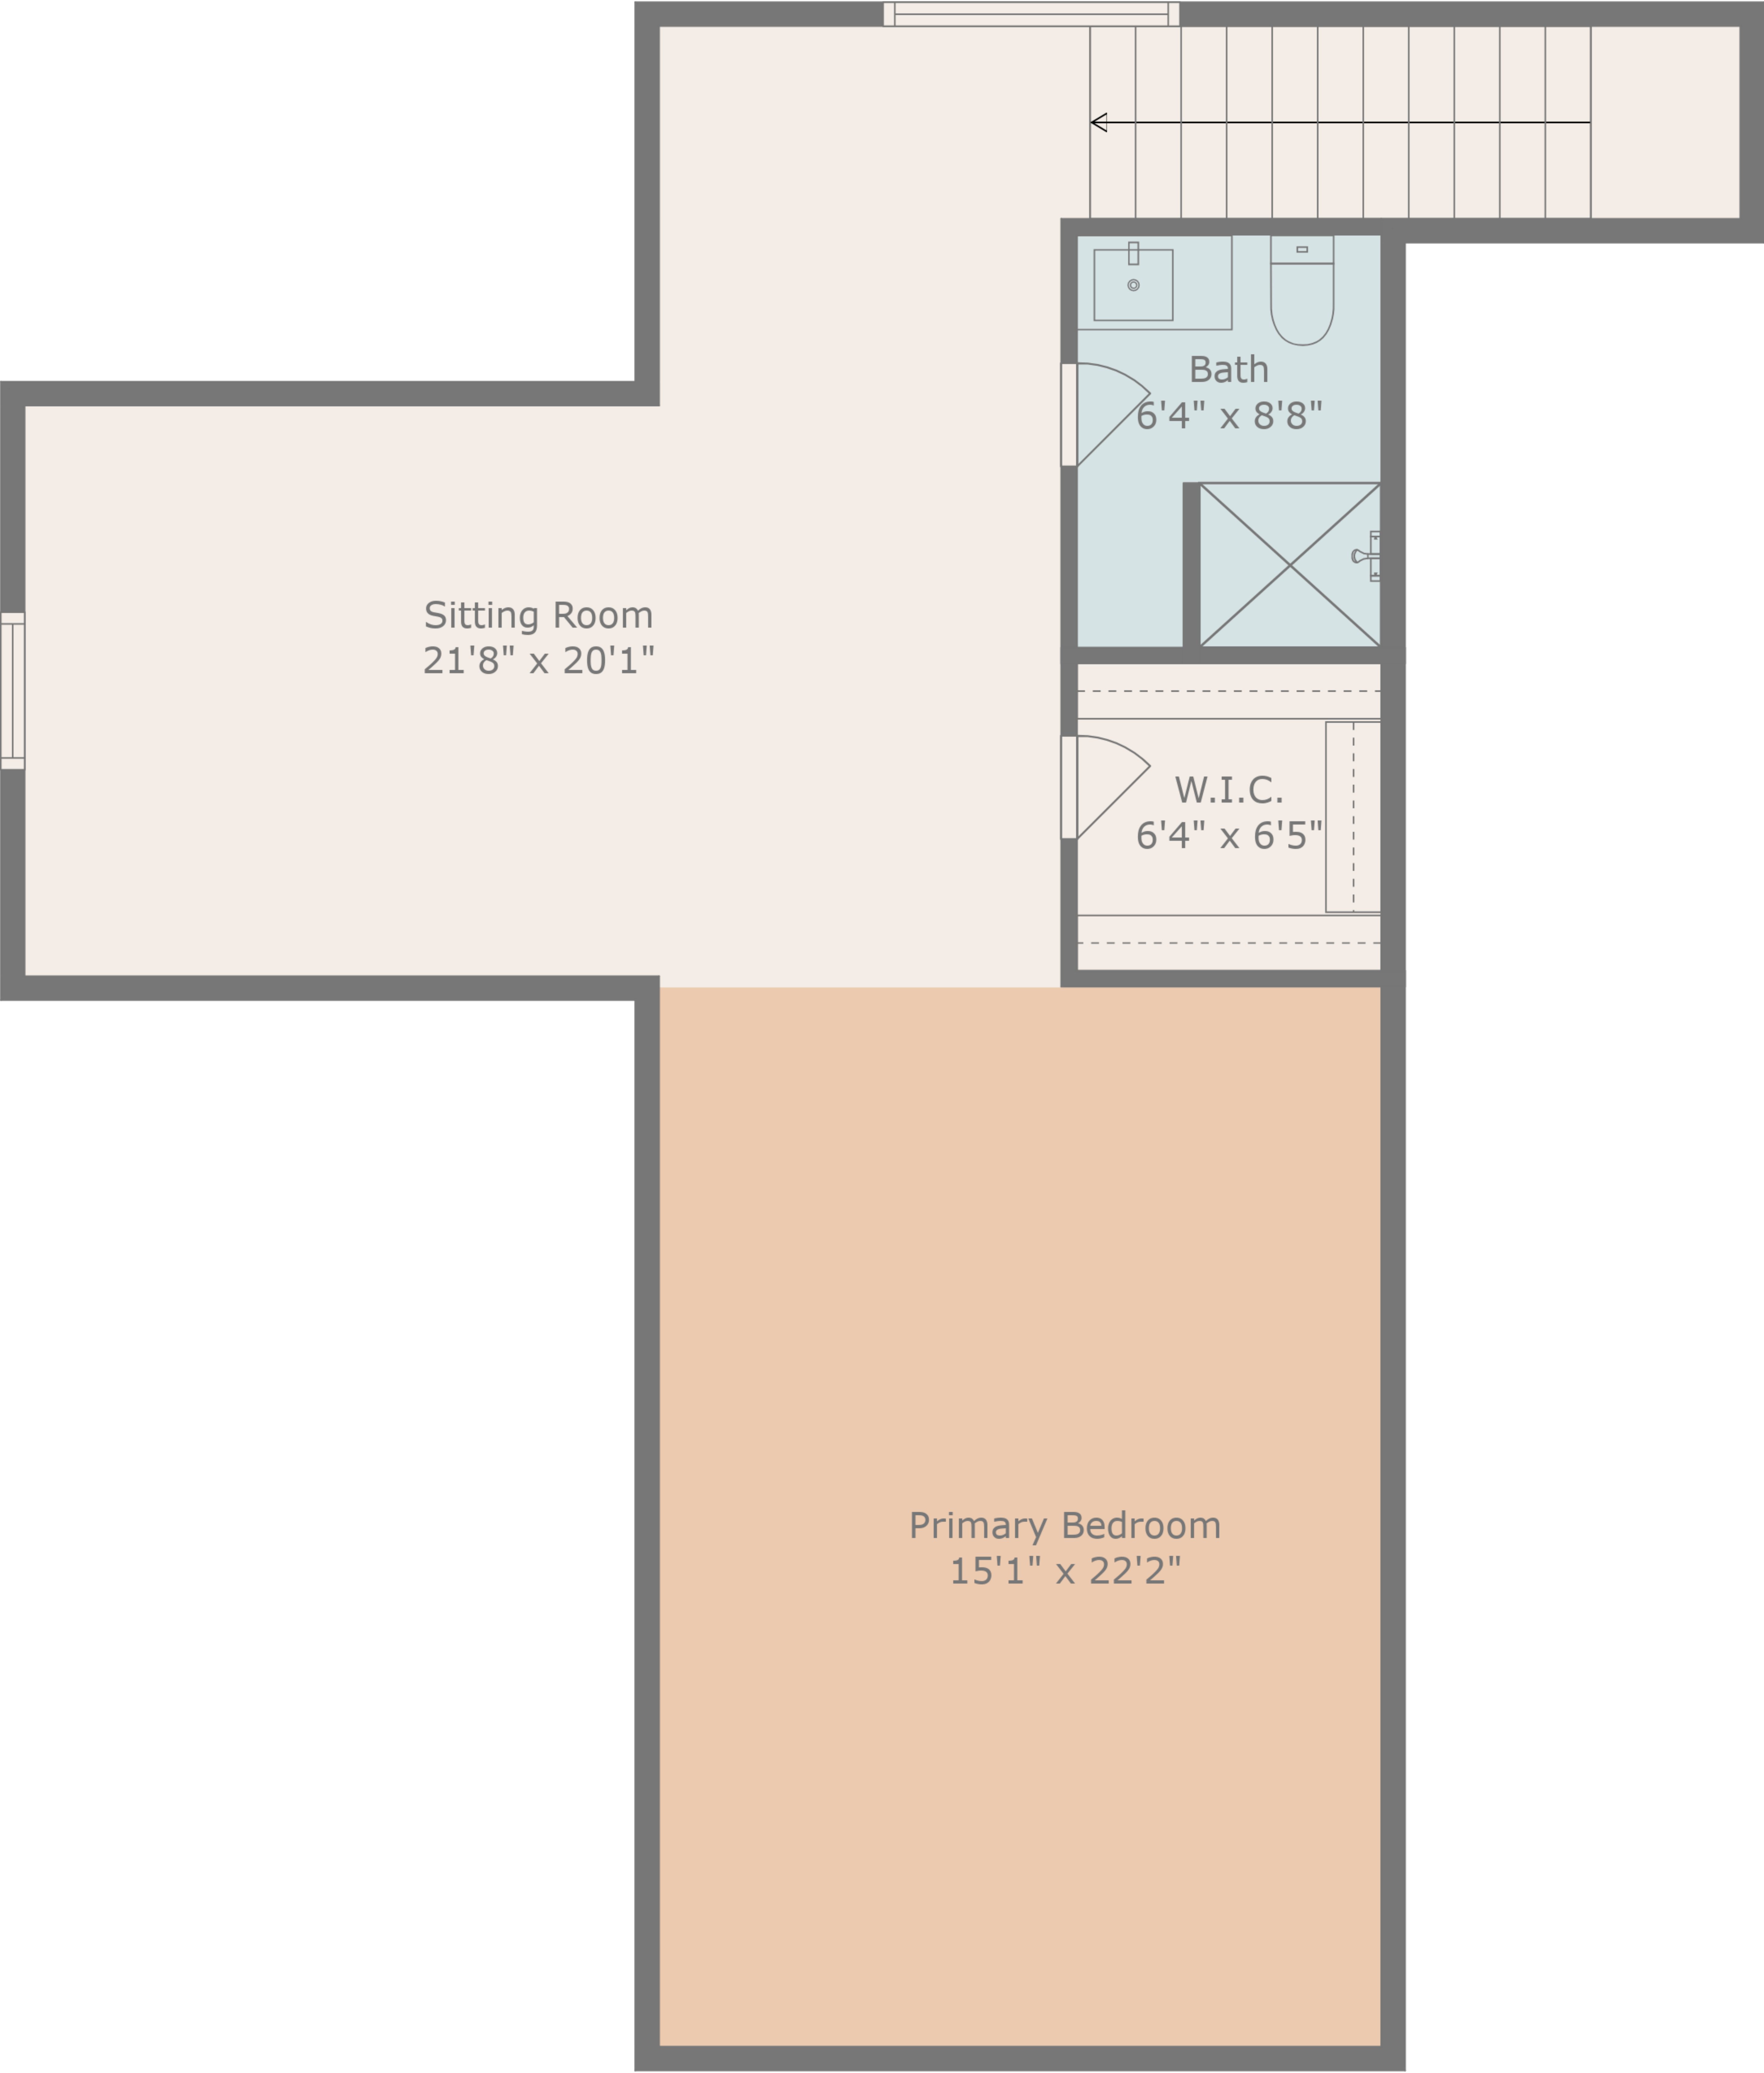 Bath
6'4" x 8'8"
Sitting Room
21'8" x 20'1"
W.I.C.
6'4" x 6'5"
Primary Bedroom
15'1" x 22'2"